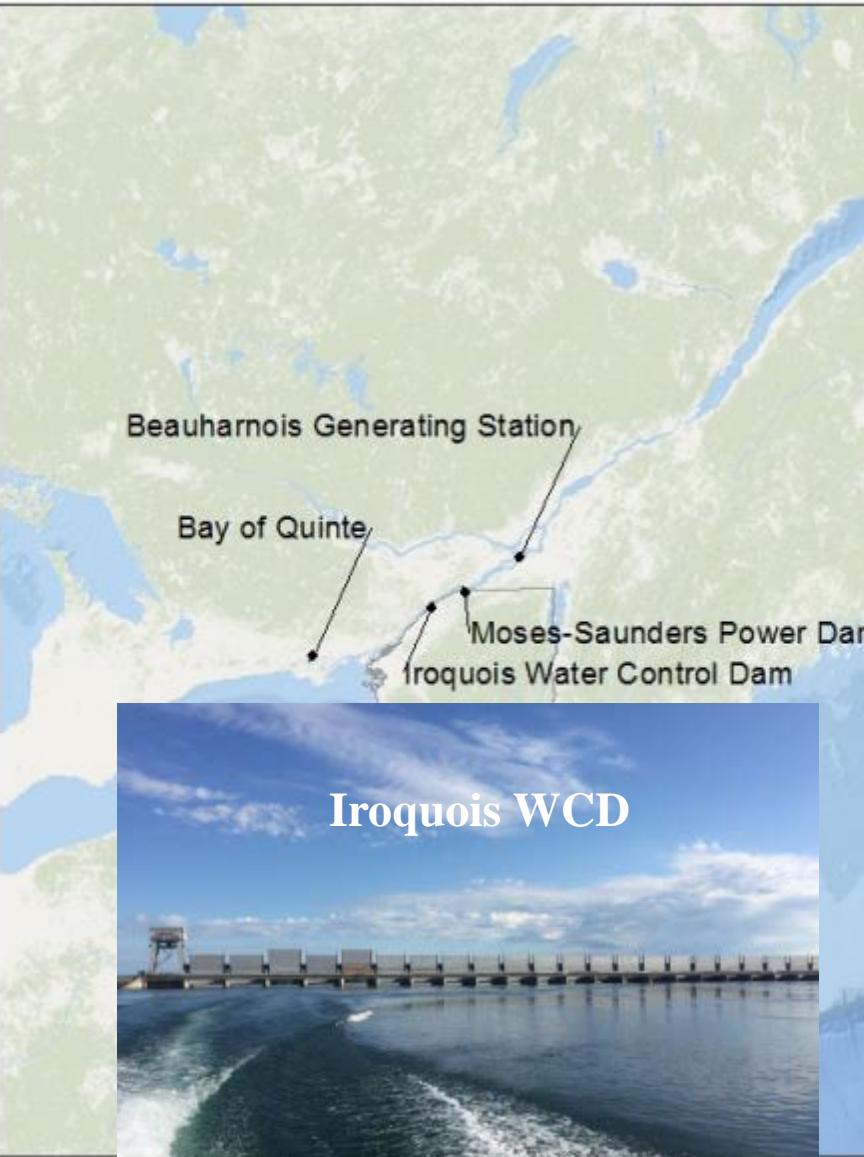 Beauharnois Generating Station
Bay of Quinte
Moses-Saunders Power Dar
Iroquois Water Control Dam
Iroquois WCD